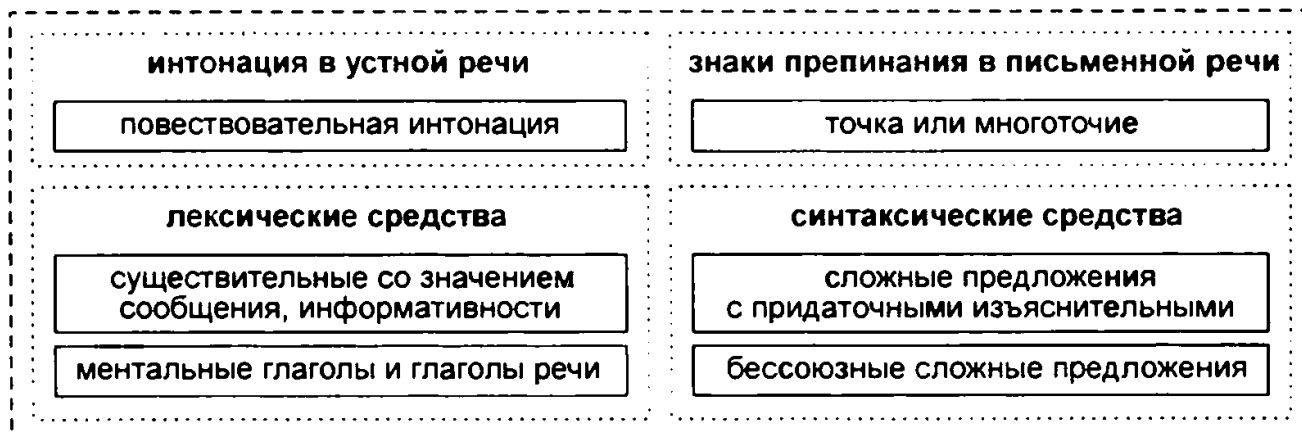 интонация в устной речи
повествовательная интонация
знаки препинания в письменной речи
точка или многоточие
лексические средства
существительные со значением
сообщения, информативности
ментальные глаголы и глаголы речи
синтаксические средства
сложные предложения
с придаточными изъяснительными
бессоюзные сложные предложения